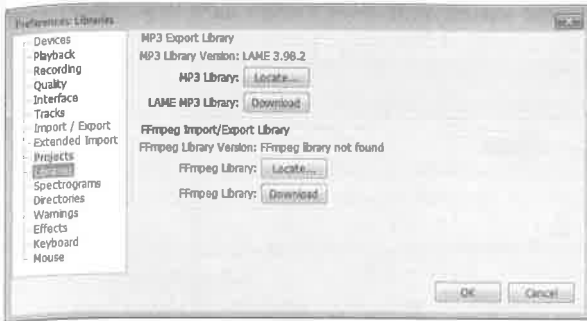 Preferences: Libraries
Devices
Playback
Recording
Quality
Interface
Tracks
Import / Export
Extended Import
Projects
Libraries
Spectrograms
Directories
Warnings
Effects
Keyboard
Mouse
MP3 Export Library
MP3 Library Version: LAME 3.98.2
MP3 Library: Locate...
LAME MP3 Library: Download
FFmpeg Import/Export Library
FFmpeg Library Version: FFmpeg library not found
FFmpeg Library: Locate...
FFmpeg Library: Download
OK Cancel